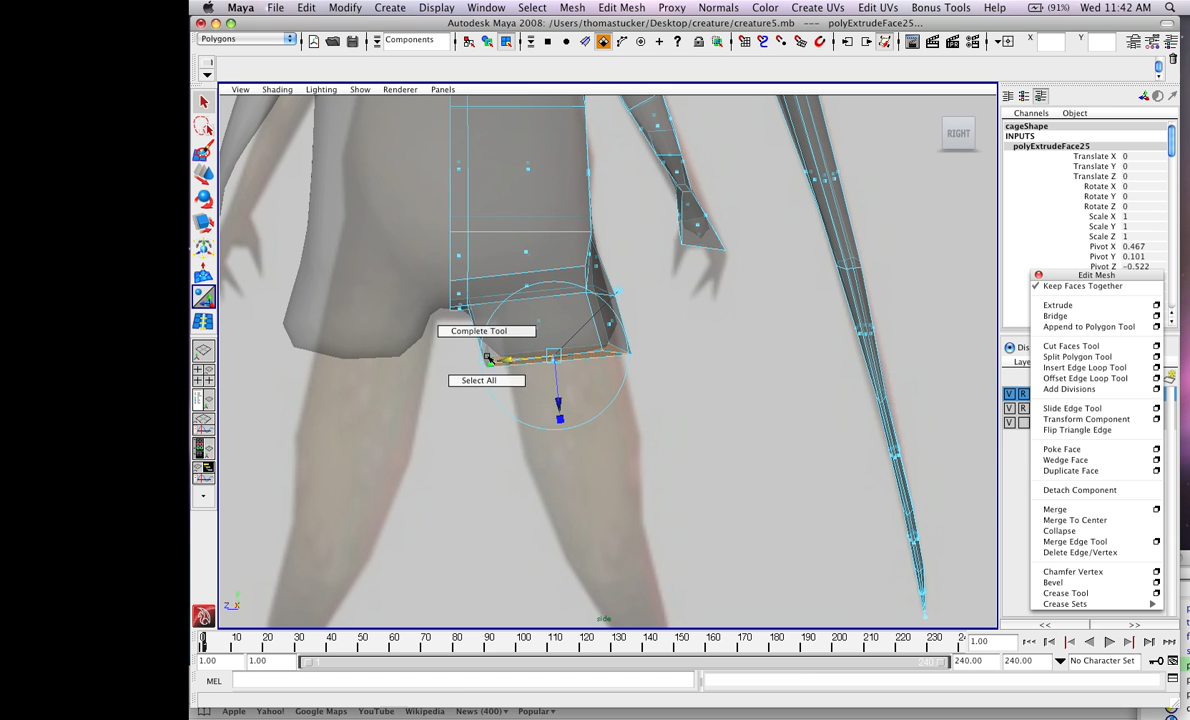 Maya File Edit Modify Create Display Window Select Mesh Edit Mesh Proxy Normals Color Create UVs Edit UVs Bonus Tools Help (91%) Wed 11:42 AM
Autodesk Maya 2008: /Users/thomastucker/Desktop/creature/creature5.mb --- polyExtrudeFace25...
Polygons Components X Y
View Shading Lighting Show Renderer Panels
Channels Object
cageShape
INPUTS
polyExtrudeFace25
Translate X 0
Translate Y 0
Translate Z 0
Rotate X 0
Rotate Y 0
Rotate Z 0
Scale X 1
Scale Y 1
Scale Z 1
Pivot X 0.467
Pivot Y 0.101
Pivot Z -0.522
RIGHT
Edit Mesh
Keep Faces Together
Extrude
Bridge
Append to Polygon Tool
Cut Faces Tool
Split Polygon Tool
Insert Edge Loop Tool
Offset Edge Loop Tool
Add Divisions
Slide Edge Tool
Transform Component
Flip Triangle Edge
Poke Face
Wedge Face
Duplicate Face
Detach Component
Merge
Merge To Center
Collapse
Merge Edge Tool
Delete Edge/Vertex
Chamfer Vertex
Bevel
Crease Tool
Crease Sets
Dis
Laye
V R
V R
V
Complete Tool
Select All
z x
side
<< >>
10 20 30 40 50 60 70 80 90 100 110 120 130 140 150 160 170 180 190 200 210 220 230 1.00
1.00 1.00 1 240 240.00 240.00 No Character Set
MEL
Apple Yahoo! Google Maps YouTube Wikipedia News (400) Popular